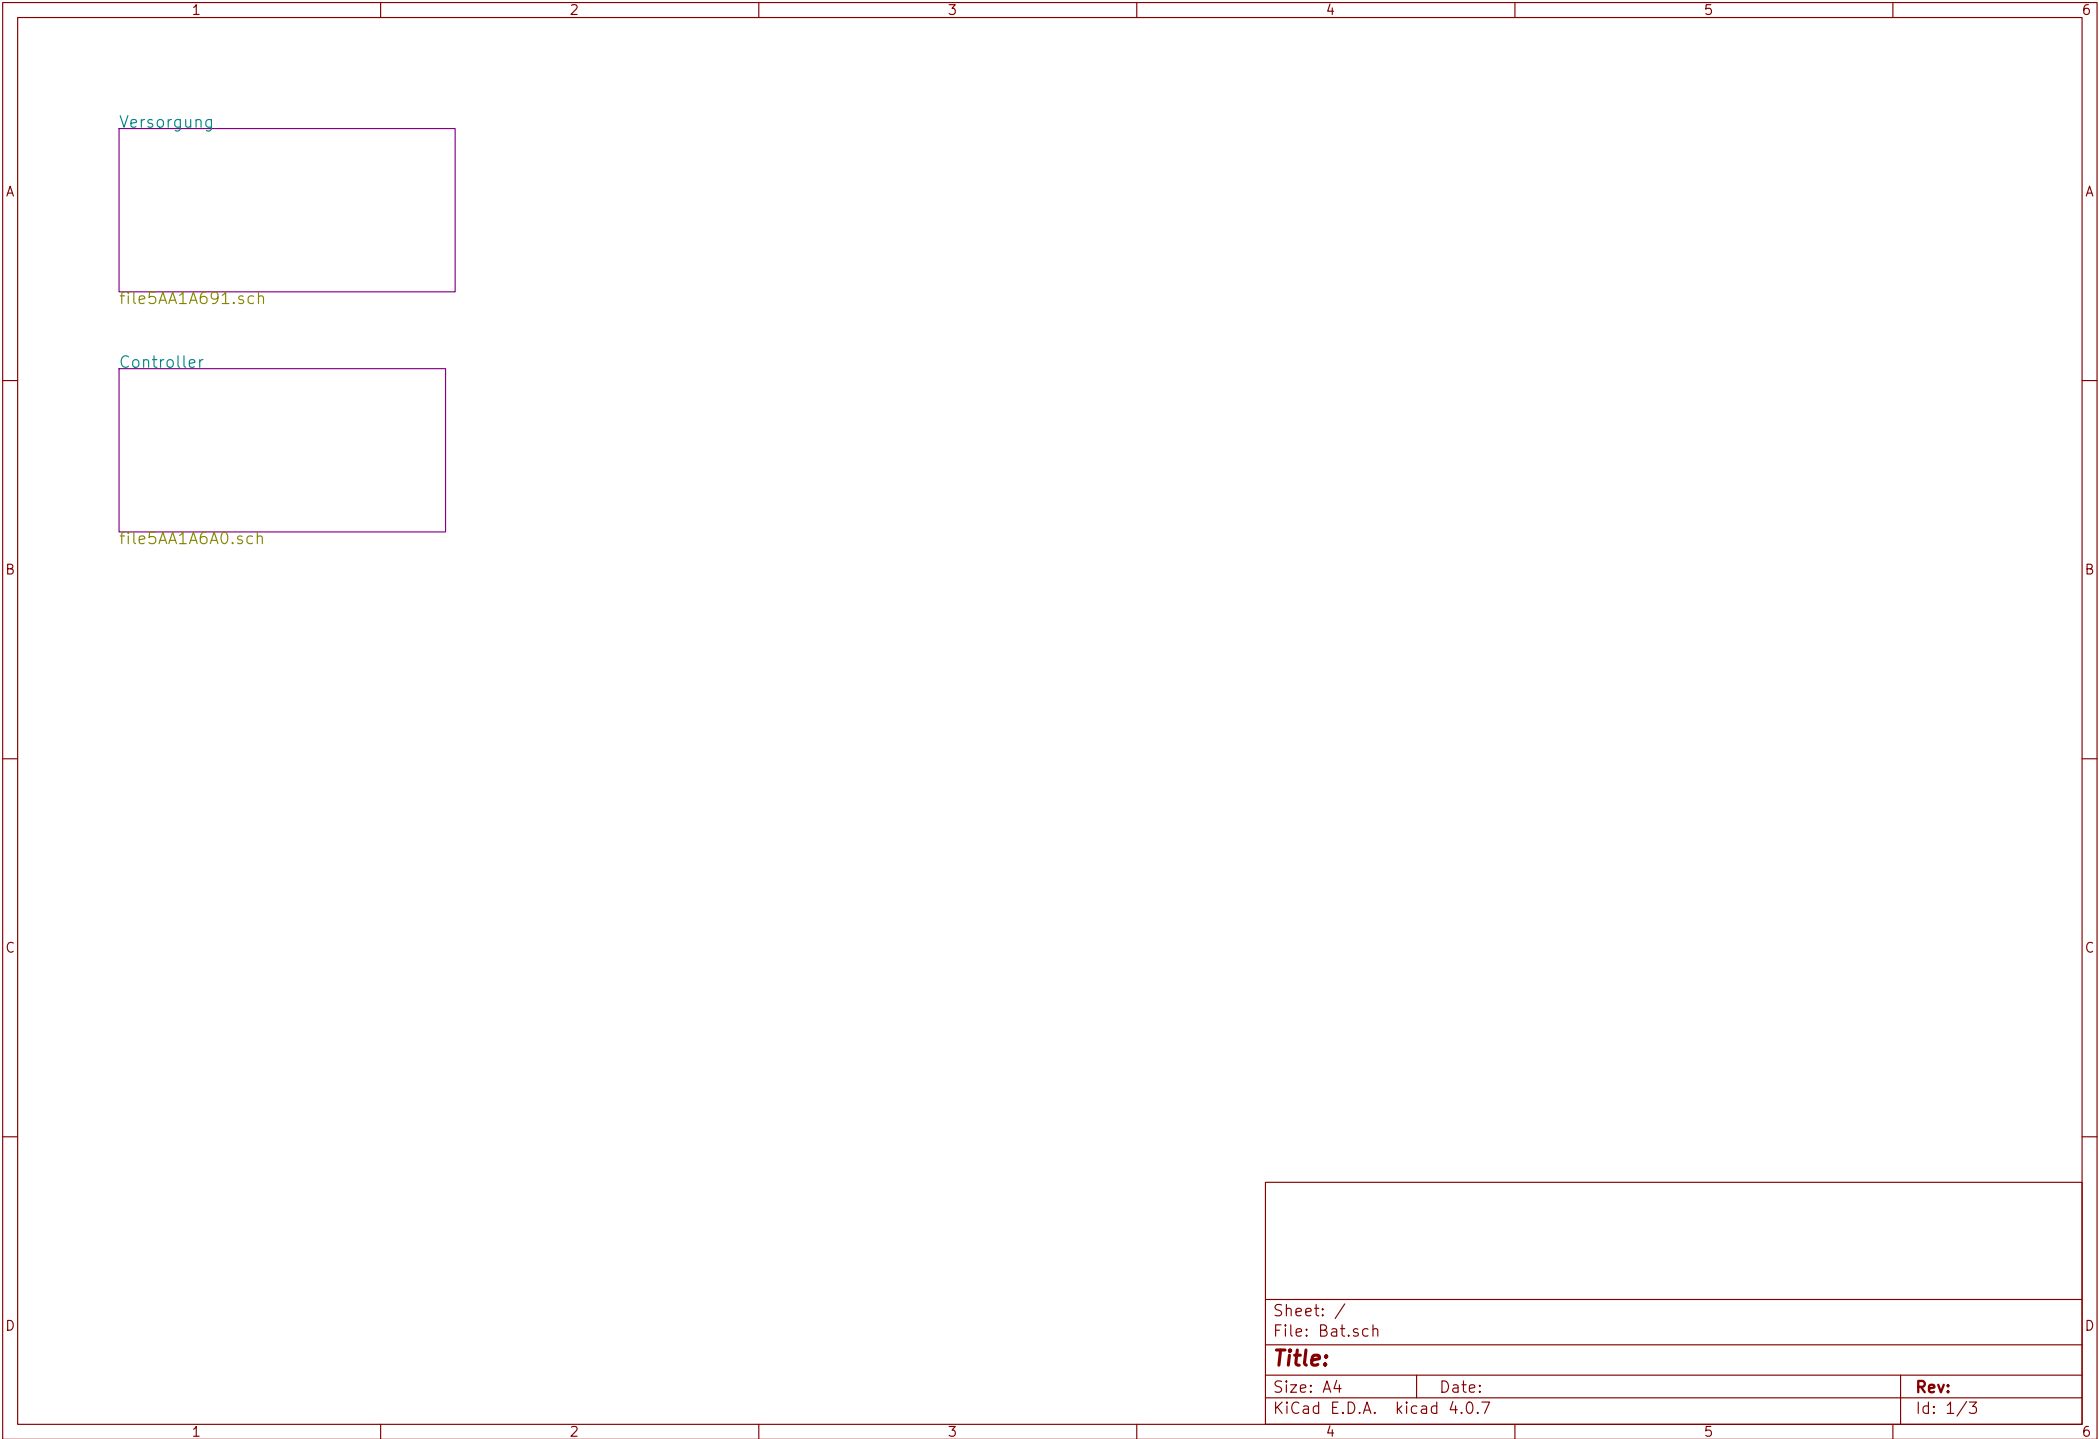 1 2 3 4 5 6
Versorgung
A A
file5AA1A691.sch
Controller
file5AA1A6A0.sch
B B
C C
Sheet: /
File: Bat.sch
D D
Title:
Size: A4 Date: Rev:
KiCad E.D.A. kicad 4.0.7 Id: 1/3
1 2 3 4 5 6